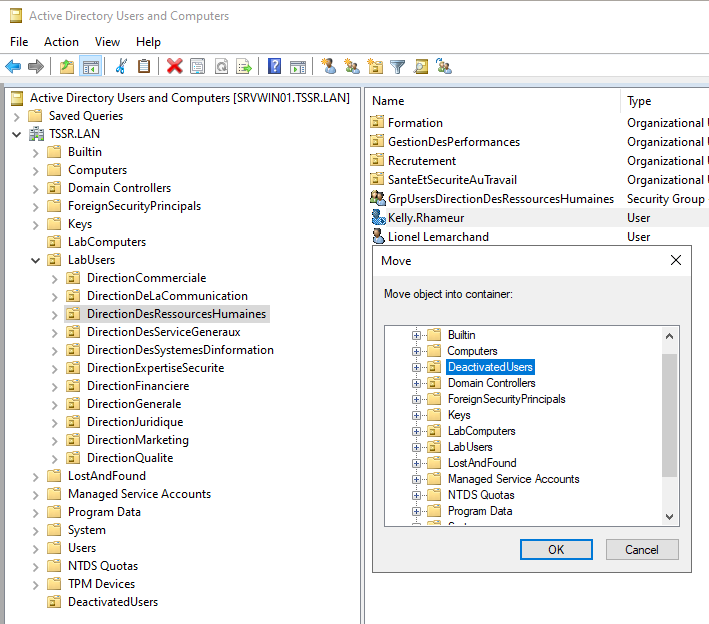 Active Directory Users and Computers
File Action View Help
Active Directory Users and Computers [SRVWIN01.TSSR.LAN]
Saved Queries
TSSR.LAN
Builtin
Computers
Domain Controllers
ForeignSecurityPrincipals
Keys
LabComputers
LabUsers
DirectionCommerciale
DirectionDeLaCommunication
DirectionDesRessourcesHumaines
DirectionDesServiceGeneraux
DirectionDesSystemesDinformation
DirectionExpertiseSecurite
DirectionFinanciere
DirectionGenerale
DirectionJuridique
DirectionMarketing
DirectionQualite
LostAndFound
Managed Service Accounts
Program Data
System
Users
NTDS Quotas
TPM Devices
DeactivatedUsers
Name Type
Formation Organizational
GestionDesPerformances Organizational
Recrutement Organizational
SanteEtSecuriteAuTravail Organizational
GrpUsersDirectionDesRessourcesHumaines Security Group
Kelly.Rhameur User
Lionel Lemarchand User
Move
Move object into container:
Builtin
Computers
DeactivatedUsers
Domain Controllers
ForeignSecurityPrincipals
Keys
LabComputers
LabUsers
LostAndFound
Managed Service Accounts
NTDS Quotas
Program Data
OK Cancel